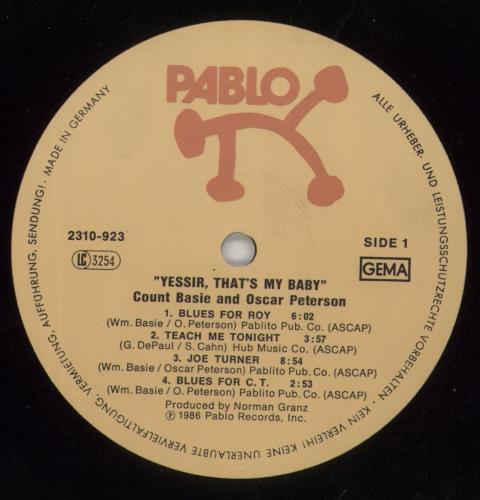 PABLO
2310-923
LC 3254
SIDE 1
GEMA
"YESSIR, THAT'S MY BABY"
Count Basie and Oscar Peterson
1. BLUES FOR ROY 6:02
(Wm. Basie / O. Peterson) Pablito Pub. Co. (ASCAP)
2. TEACH ME TONIGHT 3:57
(G. DePaul / S. Cahn) Hub Music Co. (ASCAP)
3. JOE TURNER 8:54
(Wm. Basie / Oscar Peterson) Pablito Pub. Co. (ASCAP)
4. BLUES FOR C.T. 2:53
(Wm. Basie / O. Peterson) Pablito Pub. Co. (ASCAP)
Produced by Norman Granz
℗ 1986 Pablo Records, Inc.
ALLE URHEBER- UND LEISTUNGSSCHUTZRECHTE VORBEHALTEN - KEIN VERLEIH! KEINE UNERLAUBTE VERVIELFÄLTIGUNG, VERMIETUNG, AUFFÜHRUNG, SENDUNG! · MADE IN GERMANY